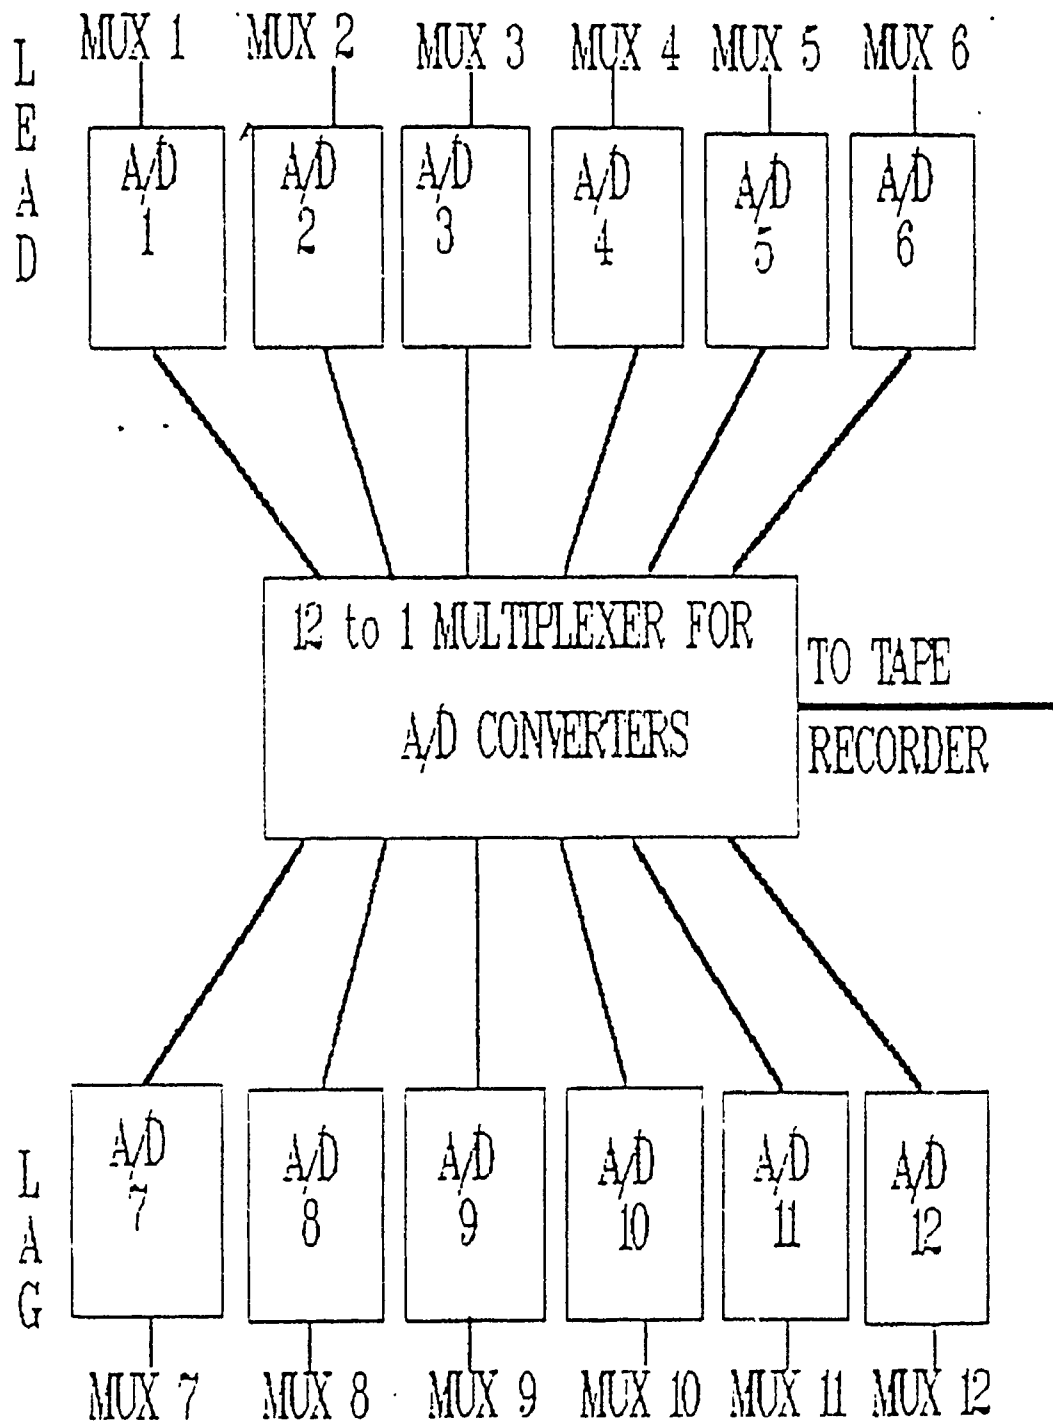 LEAD
MUX 1 MUX 2 MUX 3 MUX 4 MUX 5 MUX 6
A/D 1
A/D 2
A/D 3
A/D 4
A/D 5
A/D 6
12 to 1 MULTIPLEXER FOR
A/D CONVERTERS
TO TAPE
RECORDER
LAG
A/D 7
A/D 8
A/D 9
A/D 10
A/D 11
A/D 12
MUX 7 MUX 8 MUX 9 MUX 10 MUX 11 MUX 12